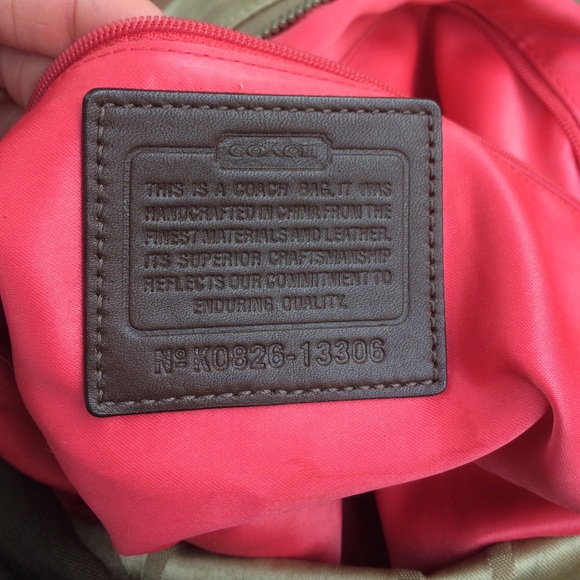 COACH
THIS IS A COACH BAG. IT WAS
HANDCRAFTED IN CHINA FROM THE
FINEST MATERIALS AND LEATHER.
ITS SUPERIOR CRAFTSMANSHIP
REFLECTS OUR COMMITMENT TO
ENDURING QUALITY.
Nº K0826-13306